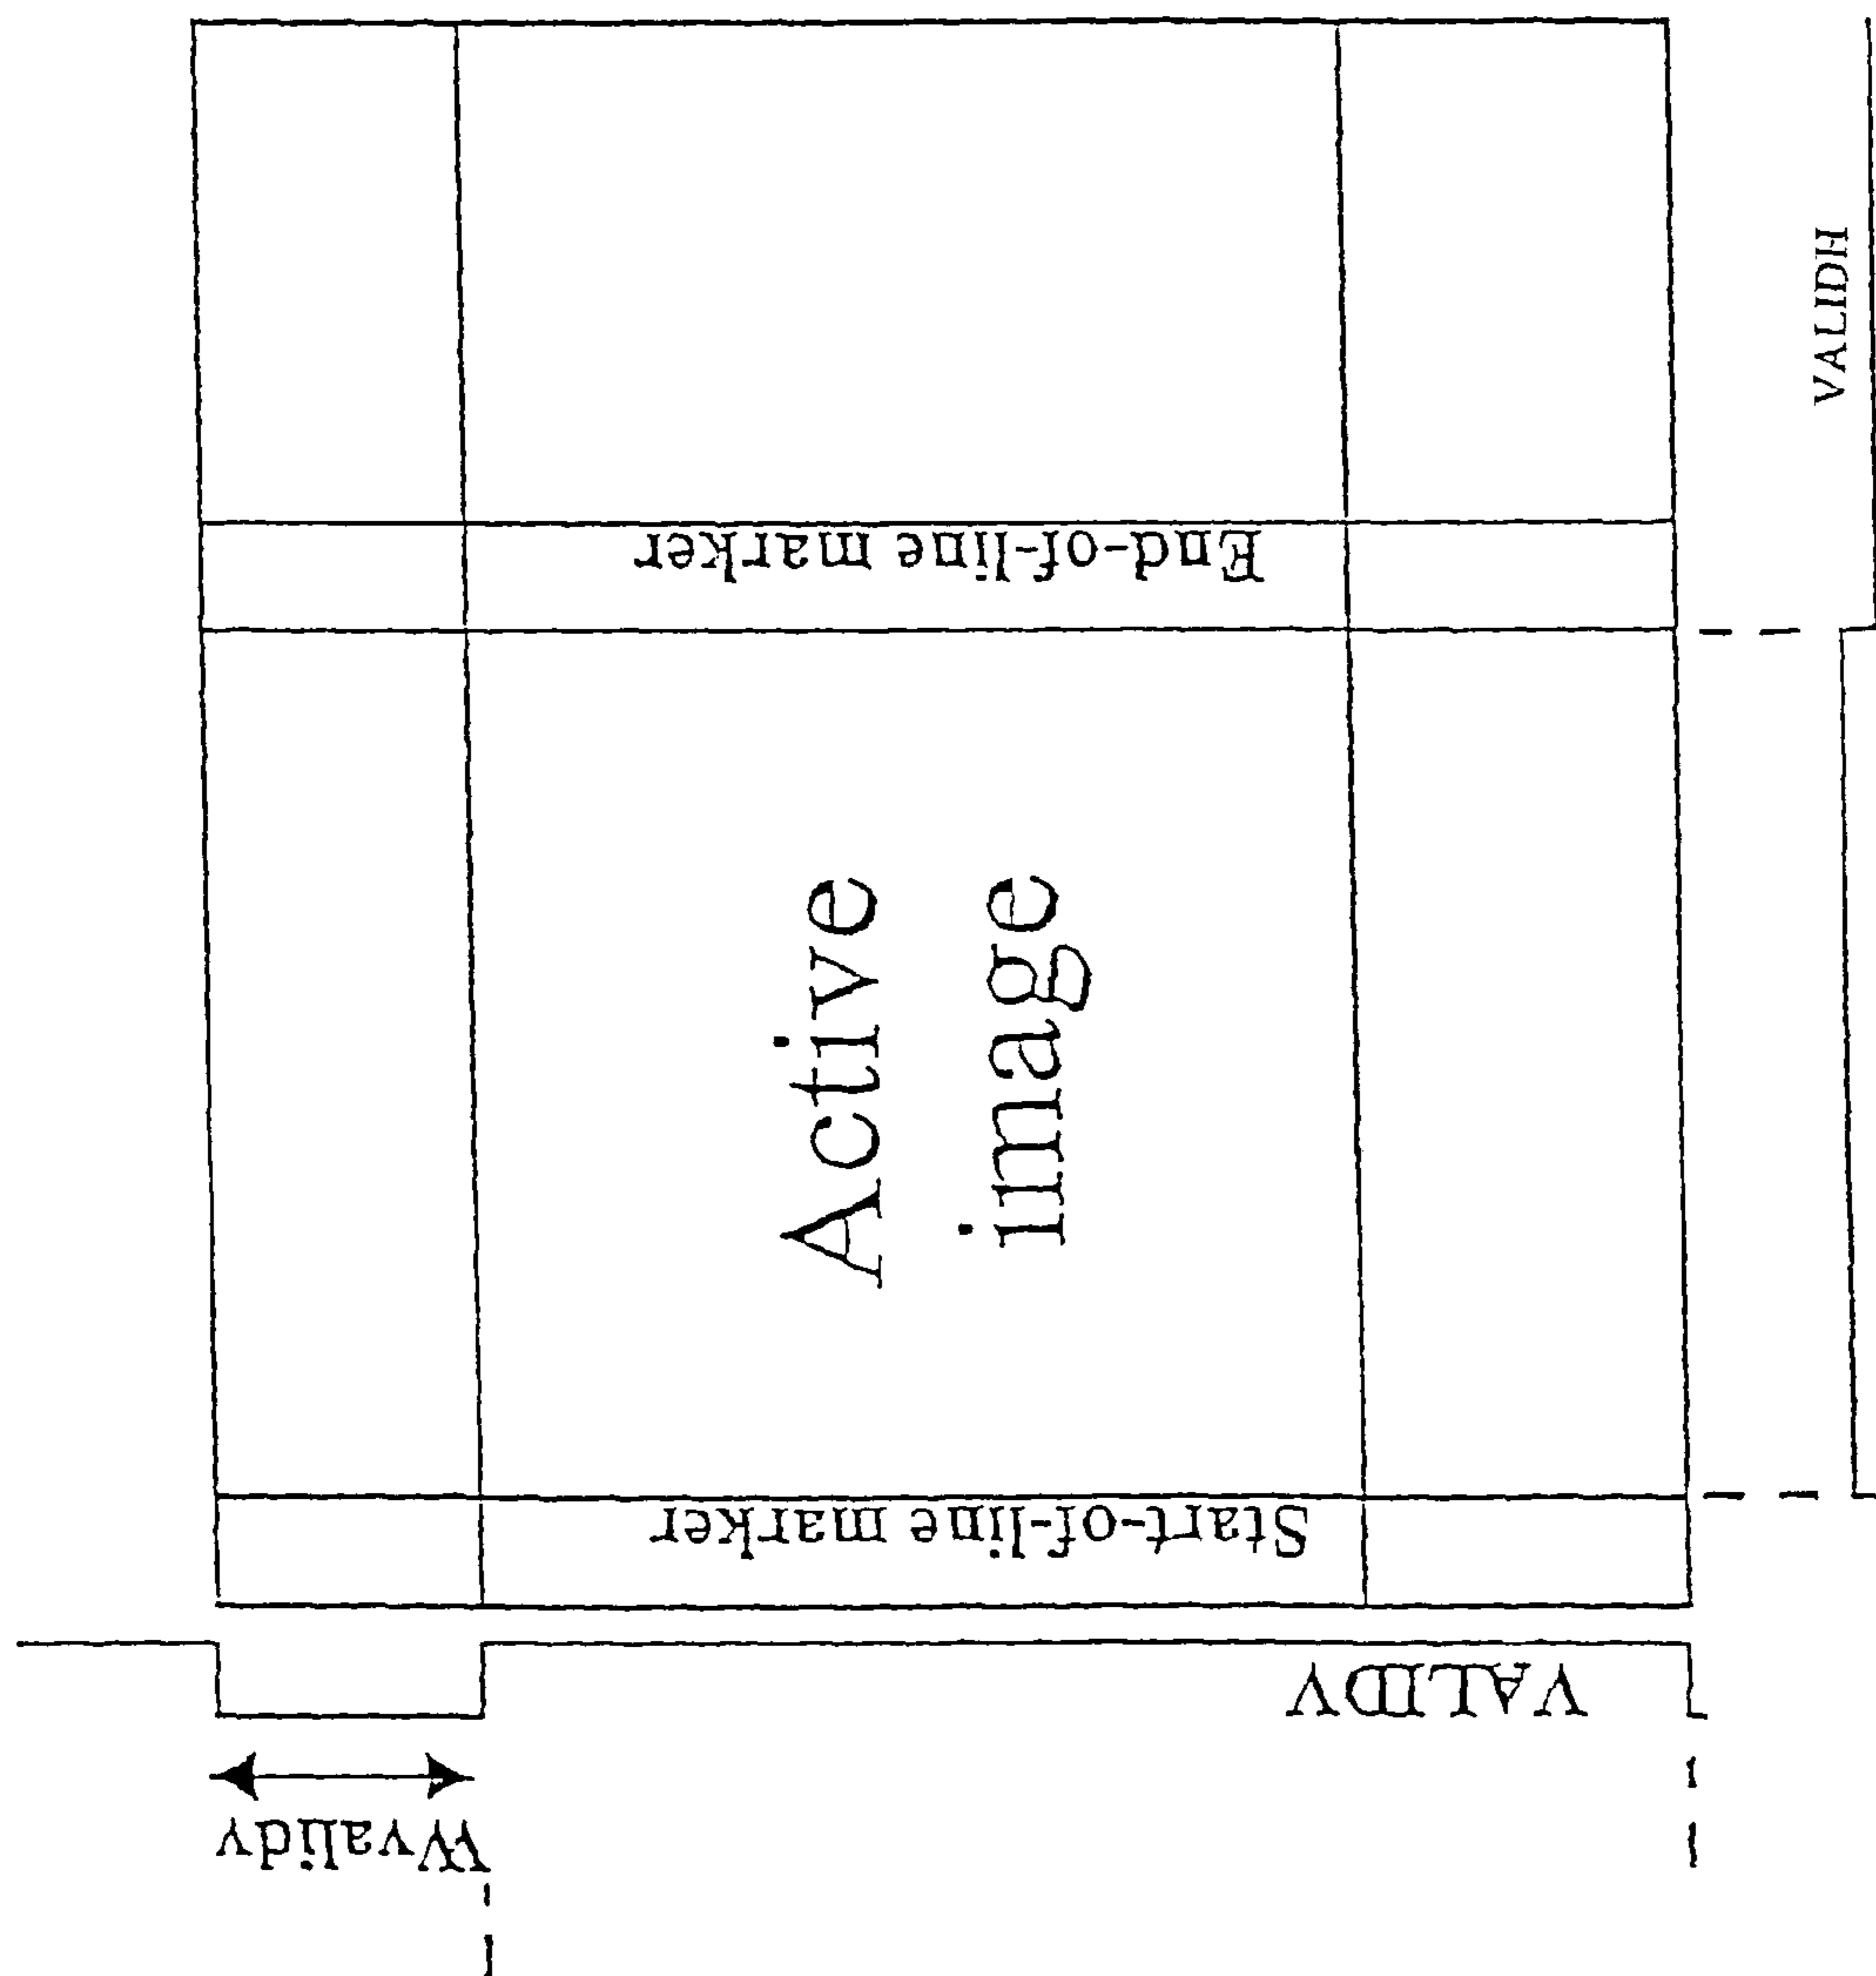 VALIDH
End-of-line marker
Active
image
Start-of-line marker
VALIDV
Wvalidv